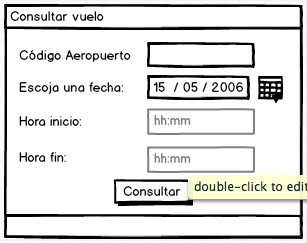 Consultar vuelo
Código Aeropuerto
Escoja una fecha: 15 / 05 / 2006
Hora inicio: hh:mm
Hora fin: hh:mm
Consultar
double-click to edit